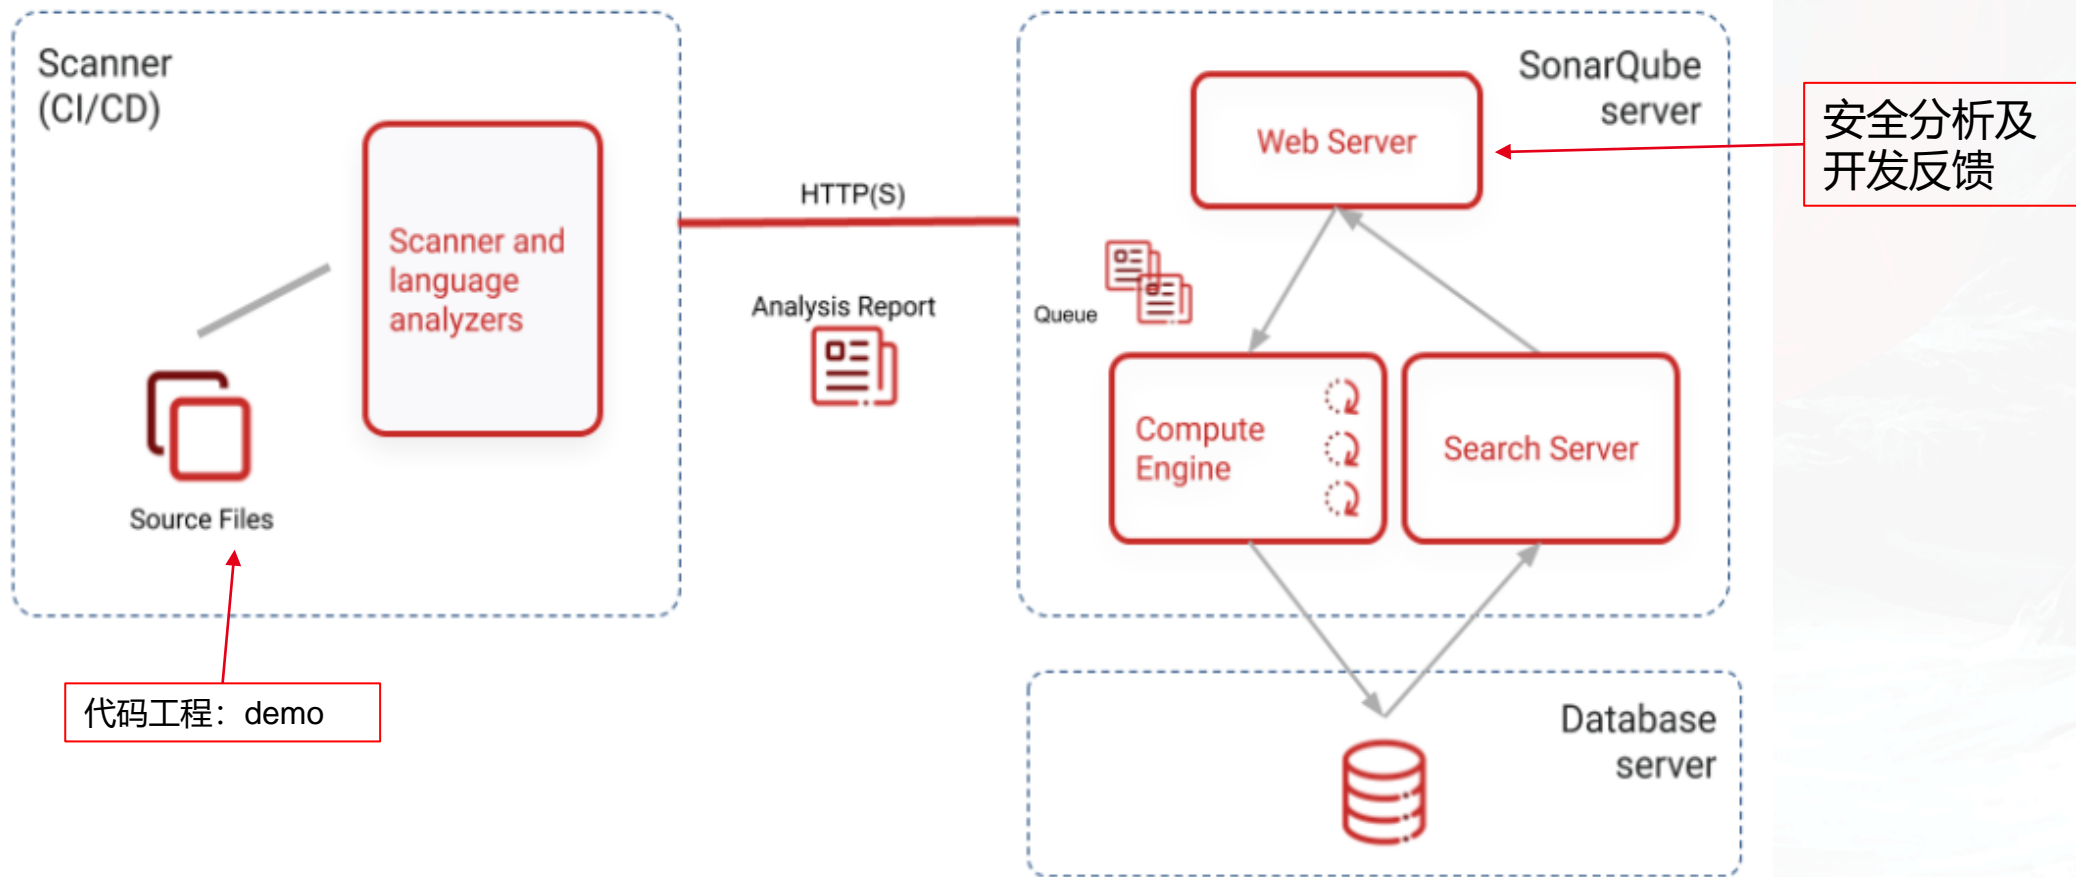 Scanner
(CI/CD)
Scanner and
language
analyzers
Source Files
代码工程：demo
HTTP(S)
Analysis Report
SonarQube
server
Web Server
Queue
Compute
Engine
Search Server
Database
server
安全分析及
开发反馈